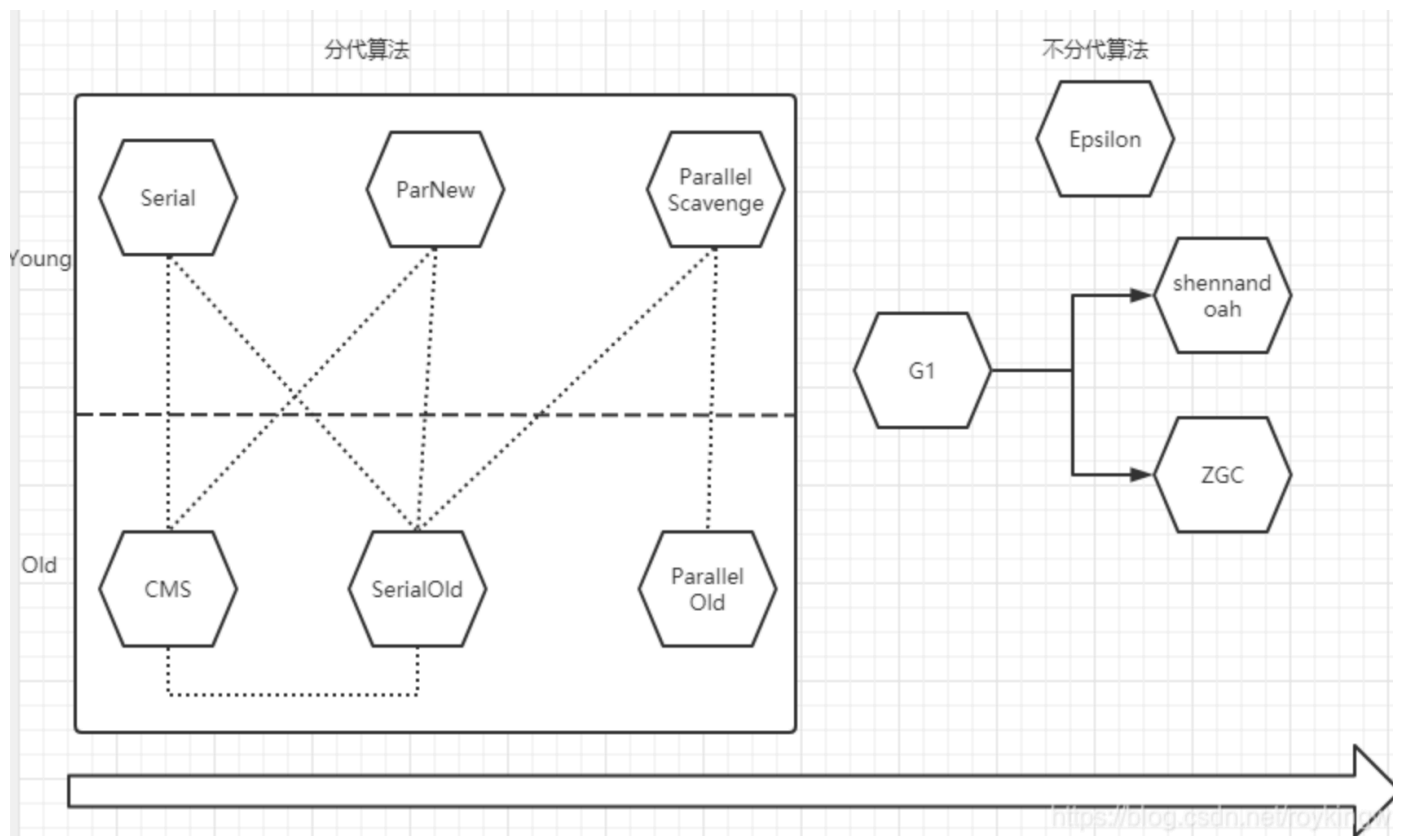 分代算法
不分代算法
Epsilon
Serial
ParNew
Parallel
Scavenge
Young
shennand
oah
G1
ZGC
Old
CMS
SerialOld
Parallel
Old
https://blog.csdn.net/roykingw